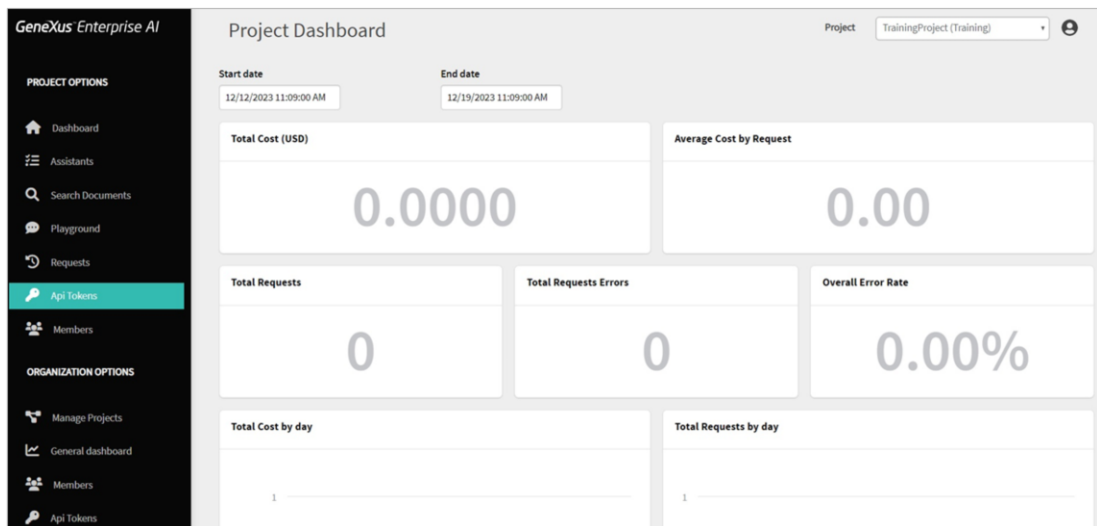 GeneXus™ Enterprise AI
Project Dashboard
Project
TrainingProject (Training)
PROJECT OPTIONS
Dashboard
Assistants
Search Documents
Playground
Requests
Api Tokens
Members
ORGANIZATION OPTIONS
Manage Projects
General dashboard
Members
Api Tokens
Start date
End date
12/12/2023 11:09:00 AM
12/19/2023 11:09:00 AM
Total Cost (USD)
0.0000
Average Cost by Request
0.00
Total Requests
0
Total Requests Errors
0
Overall Error Rate
0.00%
Total Cost by day
1
Total Requests by day
1